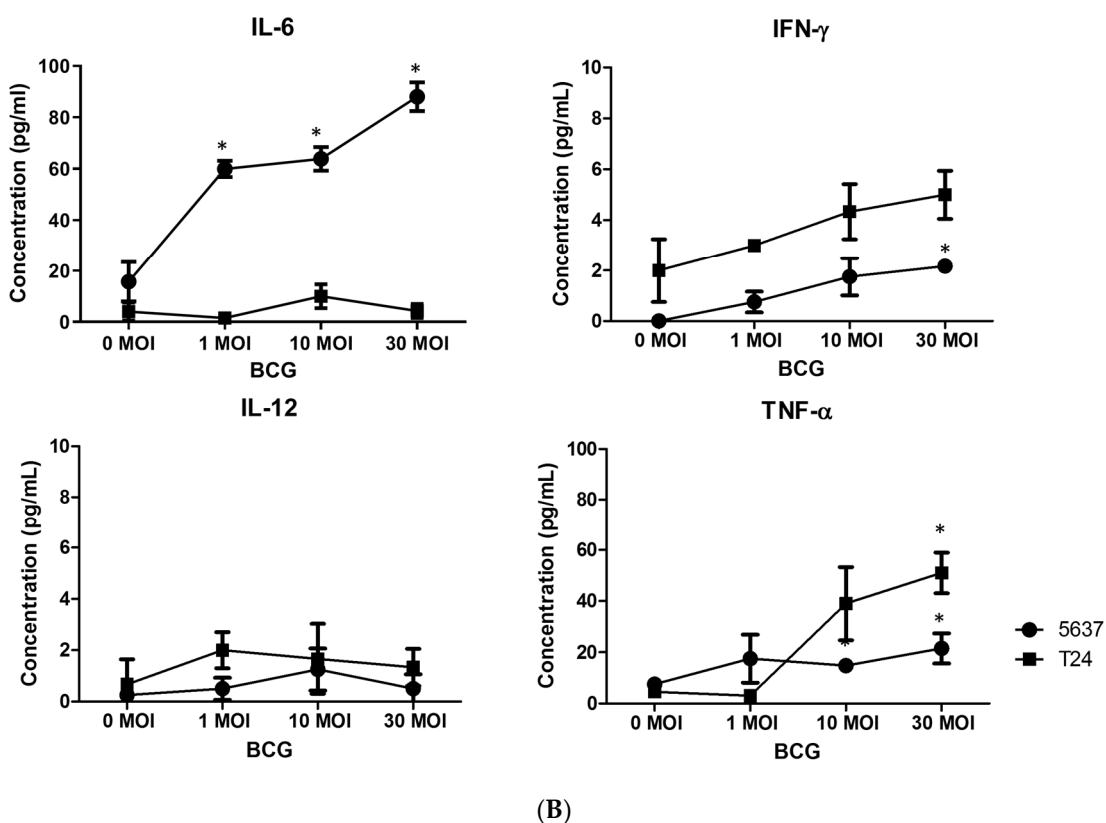 IL-6
Concentration (pg/ml)
100
80
60
40
20
0
*
*
*
0 MOI 1 MOI 10 MOI 30 MOI
BCG
IFN-γ
Concentration (pg/mL)
10
8
6
4
2
0
*
0 MOI 1 MOI 10 MOI 30 MOI
BCG
IL-12
Concentration (pg/mL)
10
8
6
4
2
0
0 MOI 1 MOI 10 MOI 30 MOI
BCG
TNF-α
Concentration (pg/mL)
100
80
60
40
20
0
*
*
*
0 MOI 1 MOI 10 MOI 30 MOI
BCG
5637
T24
(B)